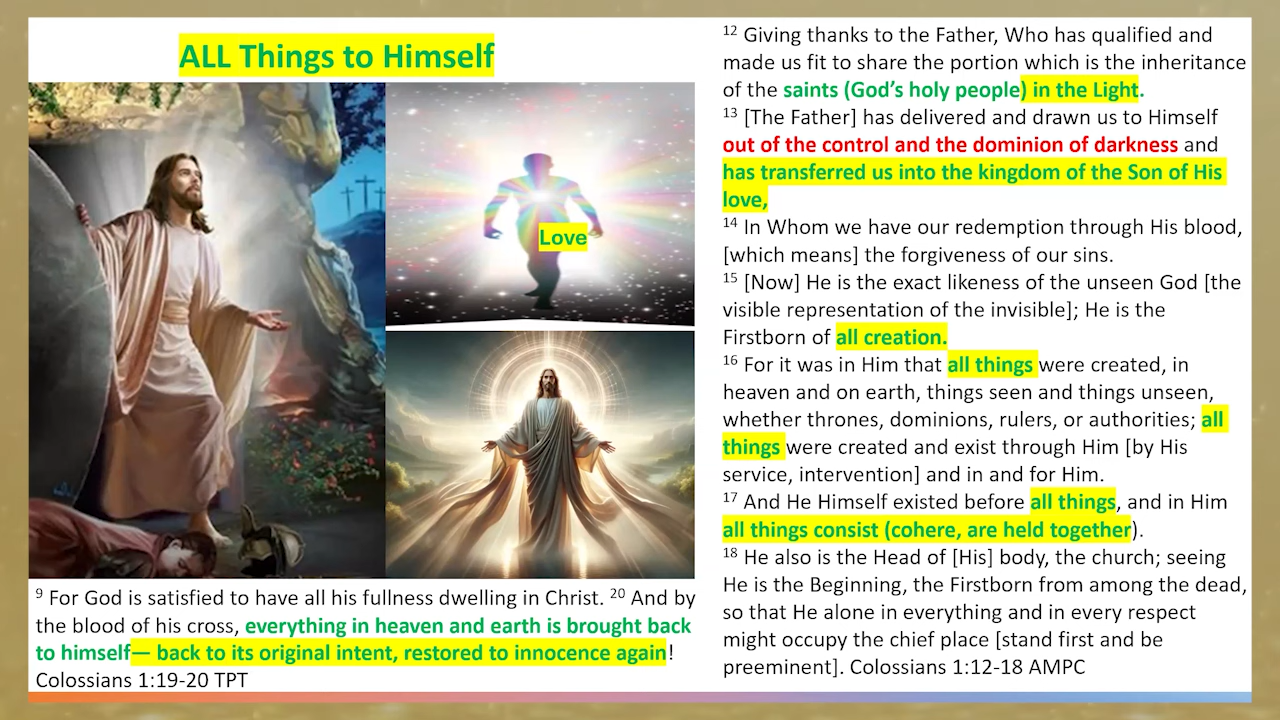 ALL Things to Himself
Love
9 For God is satisfied to have all his fullness dwelling in Christ. 20 And by
the blood of his cross, everything in heaven and earth is brought back
to himself— back to its original intent, restored to innocence again!
Colossians 1:19-20 TPT
12 Giving thanks to the Father, Who has qualified and
made us fit to share the portion which is the inheritance
of the saints (God’s holy people) in the Light.
13 [The Father] has delivered and drawn us to Himself
out of the control and the dominion of darkness and
has transferred us into the kingdom of the Son of His
love,
14 In Whom we have our redemption through His blood,
[which means] the forgiveness of our sins.
15 [Now] He is the exact likeness of the unseen God [the
visible representation of the invisible]; He is the
Firstborn of all creation.
16 For it was in Him that all things were created, in
heaven and on earth, things seen and things unseen,
whether thrones, dominions, rulers, or authorities; all
things were created and exist through Him [by His
service, intervention] and in and for Him.
17 And He Himself existed before all things, and in Him
all things consist (cohere, are held together).
18 He also is the Head of [His] body, the church; seeing
He is the Beginning, the Firstborn from among the dead,
so that He alone in everything and in every respect
might occupy the chief place [stand first and be
preeminent]. Colossians 1:12-18 AMPC